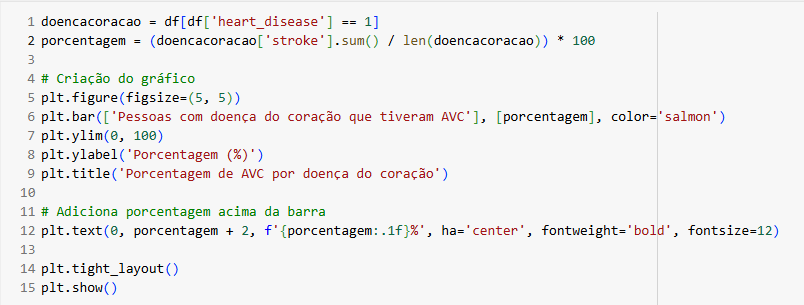 1 doencacoracao = df[df['heart_disease'] == 1]
2 porcentagem = (doencacoracao['stroke'].sum() / len(doencacoracao)) * 100
3
4 # Criação do gráfico
5 plt.figure(figsize=(5, 5))
6 plt.bar(['Pessoas com doença do coração que tiveram AVC'], [porcentagem], color='salmon')
7 plt.ylim(0, 100)
8 plt.ylabel('Porcentagem (%)')
9 plt.title('Porcentagem de AVC por doença do coração')
10
11 # Adiciona porcentagem acima da barra
12 plt.text(0, porcentagem + 2, f'{porcentagem:.1f}%', ha='center', fontweight='bold', fontsize=12)
13
14 plt.tight_layout()
15 plt.show()